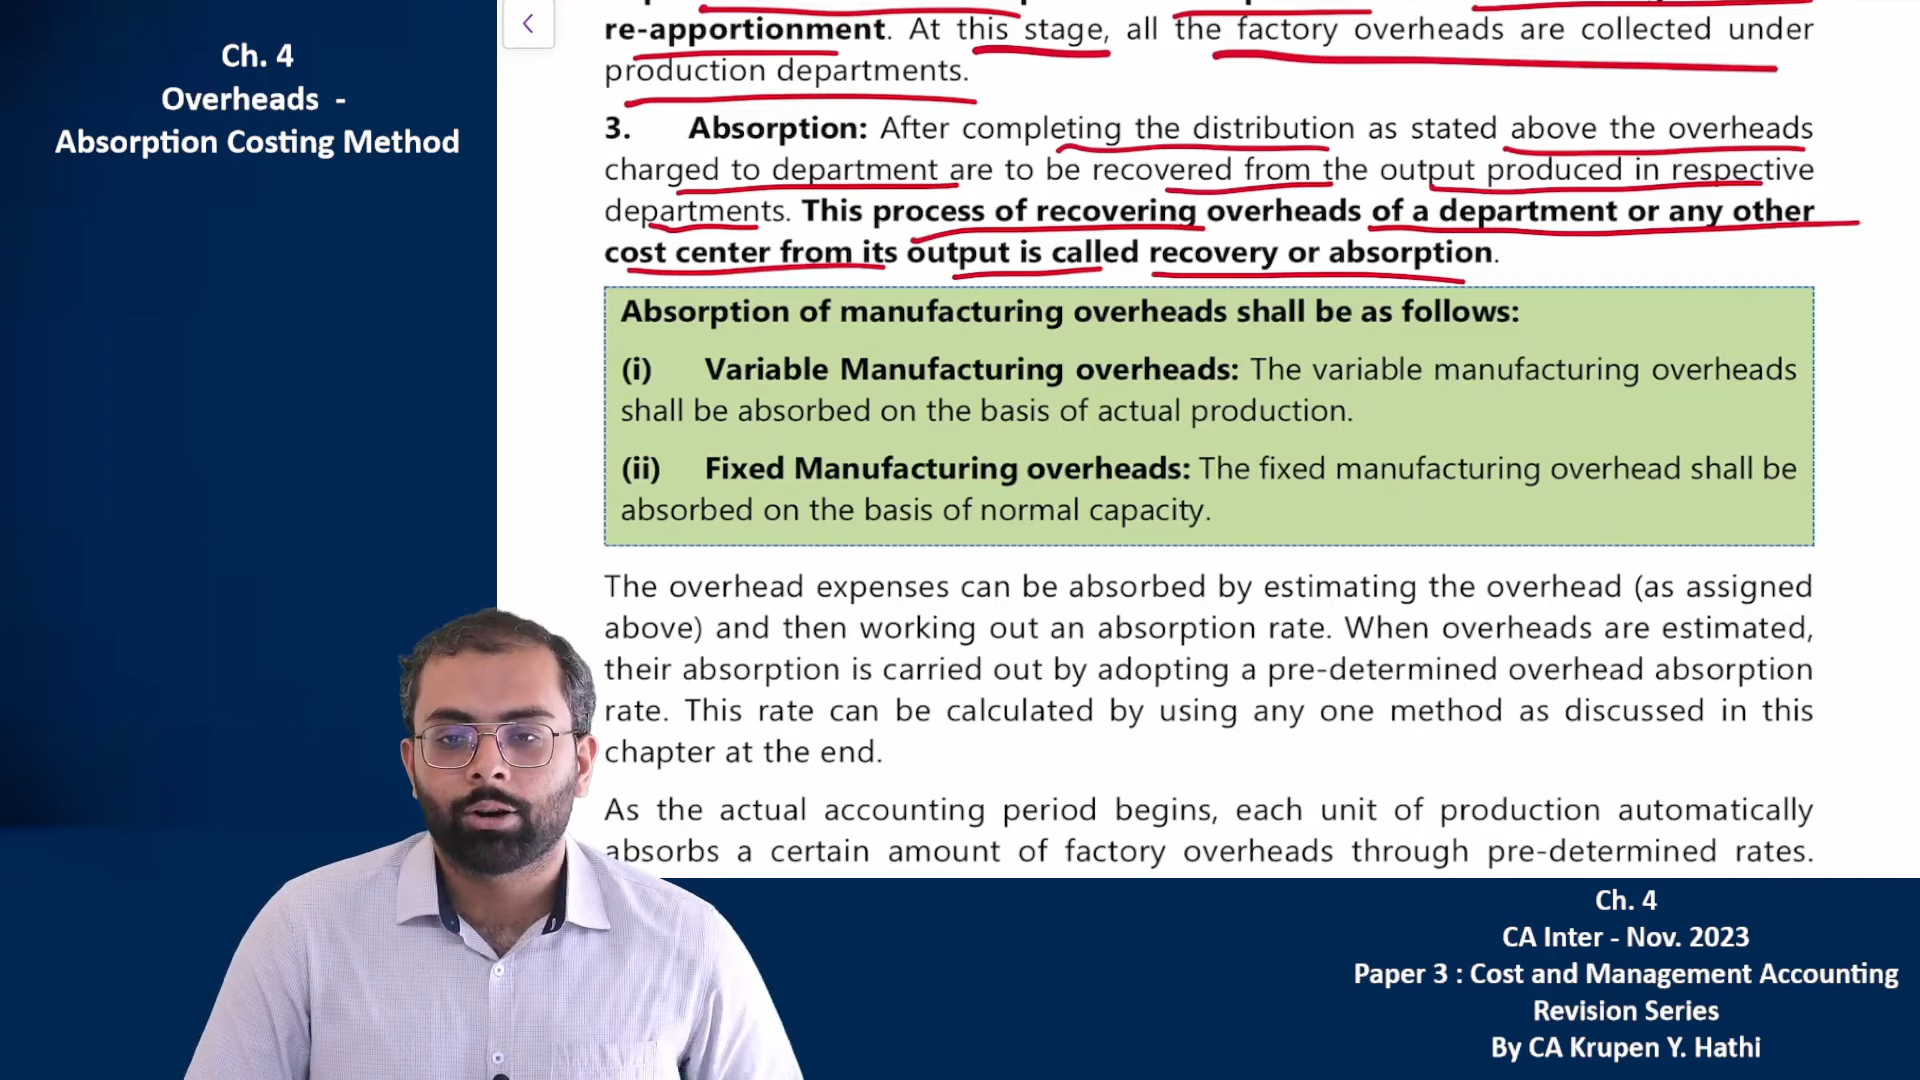 Ch. 4
Overheads -
Absorption Costing Method
re-apportionment. At this stage, all the factory overheads are collected under
production departments.
3. Absorption: After completing the distribution as stated above the overheads
charged to department are to be recovered from the output produced in respective
departments. This process of recovering overheads of a department or any other
cost center from its output is called recovery or absorption.
Absorption of manufacturing overheads shall be as follows:
(i) Variable Manufacturing overheads: The variable manufacturing overheads
shall be absorbed on the basis of actual production.
(ii) Fixed Manufacturing overheads: The fixed manufacturing overhead shall be
absorbed on the basis of normal capacity.
The overhead expenses can be absorbed by estimating the overhead (as assigned
above) and then working out an absorption rate. When overheads are estimated,
their absorption is carried out by adopting a pre-determined overhead absorption
rate. This rate can be calculated by using any one method as discussed in this
chapter at the end.
As the actual accounting period begins, each unit of production automatically
absorbs a certain amount of factory overheads through pre-determined rates.
Ch. 4
CA Inter - Nov. 2023
Paper 3 : Cost and Management Accounting
Revision Series
By CA Krupen Y. Hathi